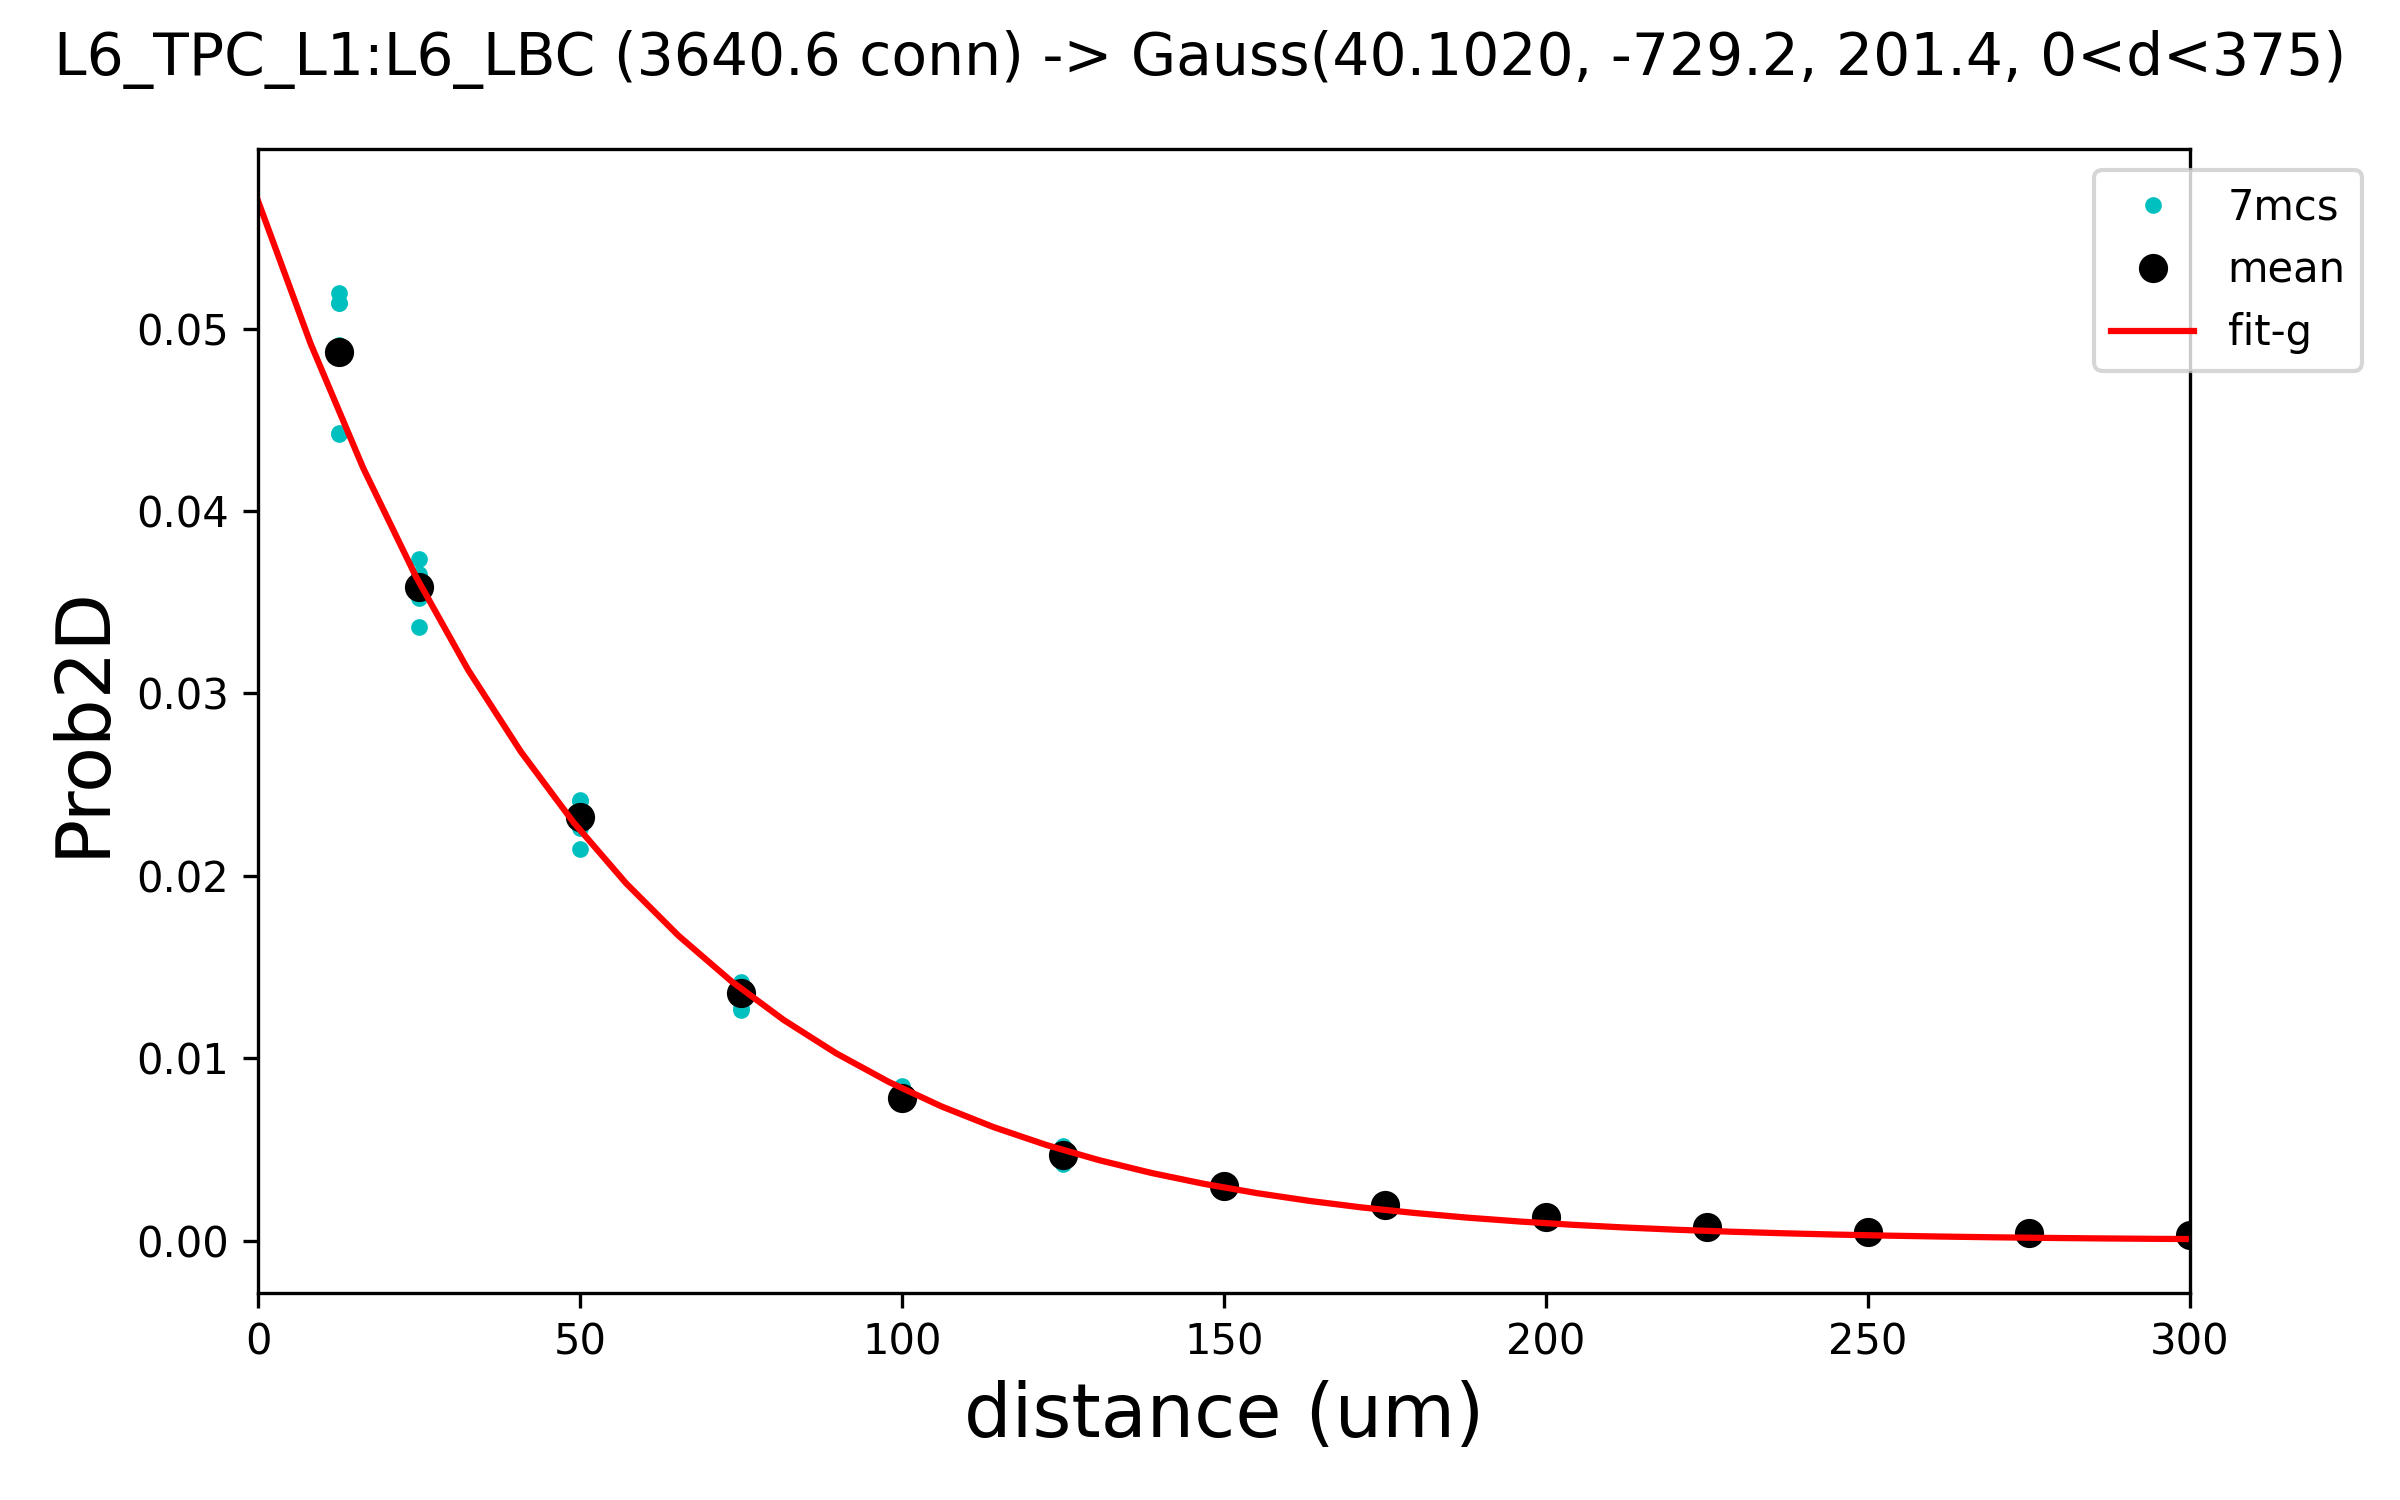 L6_TPC_L1:L6_LBC (3640.6 conn) -> Gauss(40.1020, -729.2, 201.4, 0<d<375)
7mcs
mean
fit-g
Prob2D
0.05
0.04
0.03
0.02
0.01
0.00
0 50 100 150 200 250 300
distance (um)